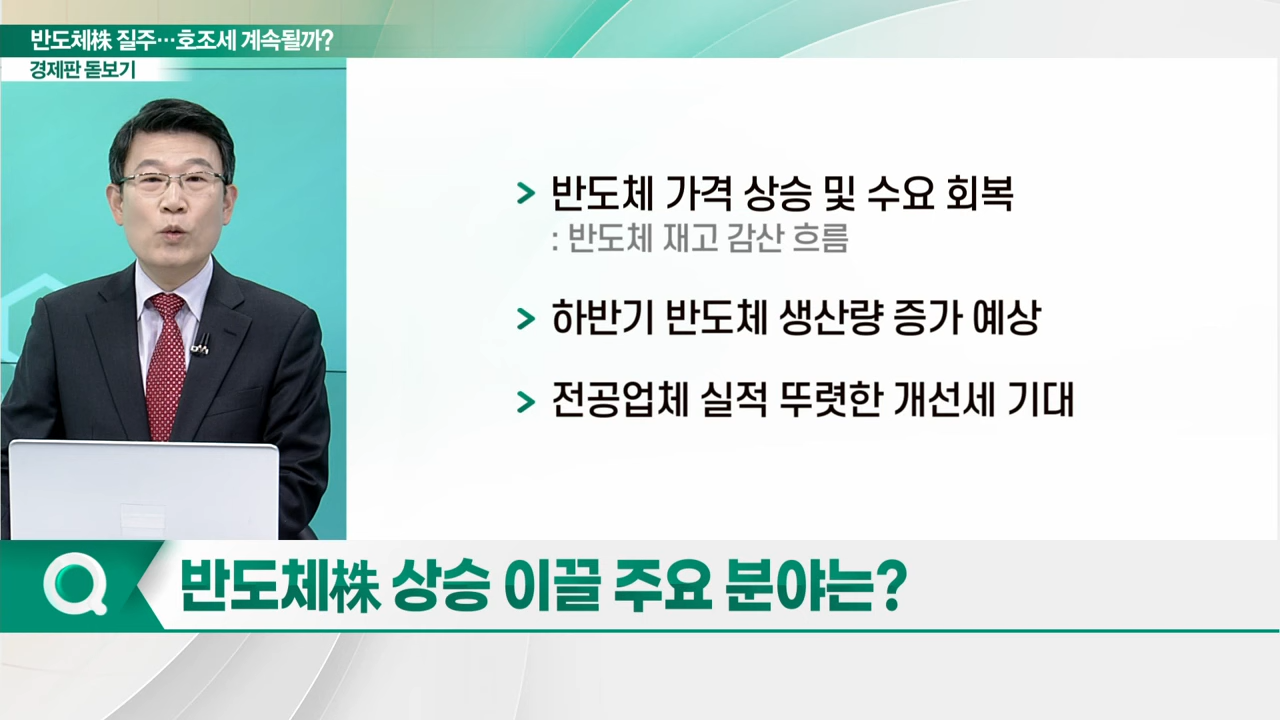 반도체株 질주…호조세 계속될까?
경제판 돋보기
> 반도체 가격 상승 및 수요 회복
: 반도체 재고 감산 흐름
> 하반기 반도체 생산량 증가 예상
> 전공업체 실적 뚜렷한 개선세 기대
반도체株 상승 이끌 주요 분야는?